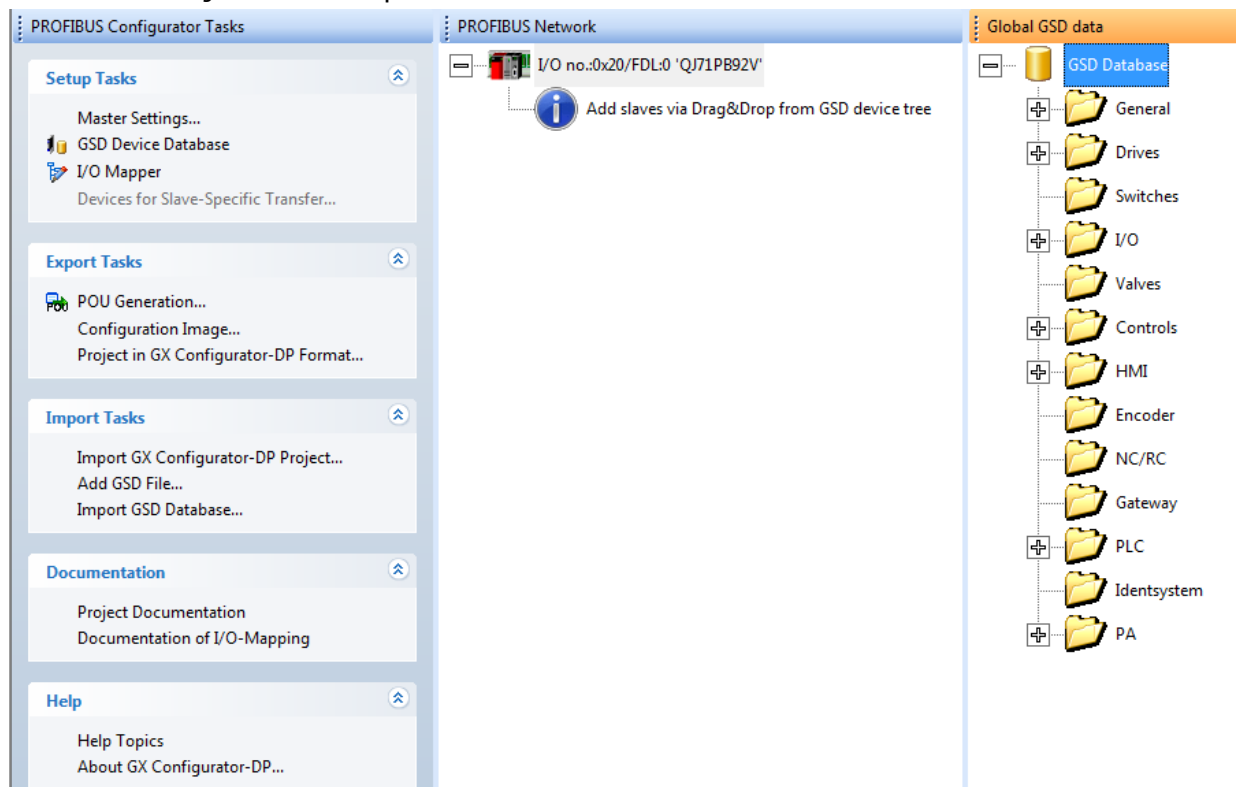 PROFIBUS Configurator Tasks
Setup Tasks
Master Settings...
GSD Device Database
I/O Mapper
Devices for Slave-Specific Transfer...
Export Tasks
POU
POU Generation...
Configuration Image...
Project in GX Configurator-DP Format...
Import Tasks
Import GX Configurator-DP Project...
Add GSD File...
Import GSD Database...
Documentation
Project Documentation
Documentation of I/O-Mapping
Help
Help Topics
About GX Configurator-DP...
PROFIBUS Network
I/O no.:0x20/FDL:0 'QJ71PB92V'
Add slaves via Drag&Drop from GSD device tree
Global GSD data
GSD Database
General
Drives
Switches
I/O
Valves
Controls
HMI
Encoder
NC/RC
Gateway
PLC
Identsystem
PA